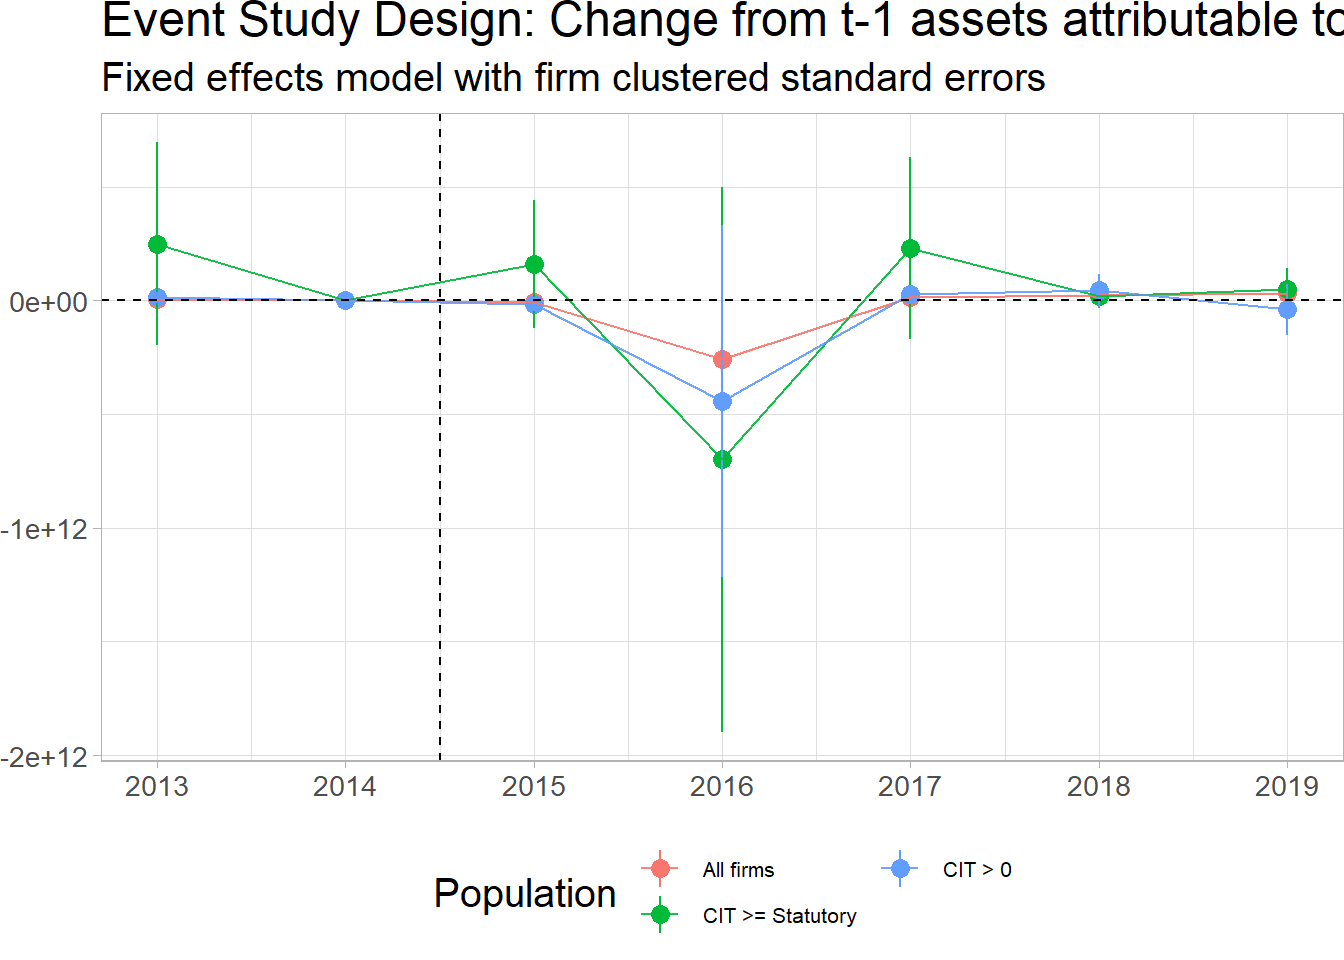 Event Study Design: Change from t-1 assets attributable to
Fixed effects model with firm clustered standard errors
0e+00
-1e+12
-2e+12
2013 2014 2015 2016 2017 2018 2019
Population
All firms
CIT >= Statutory
CIT > 0